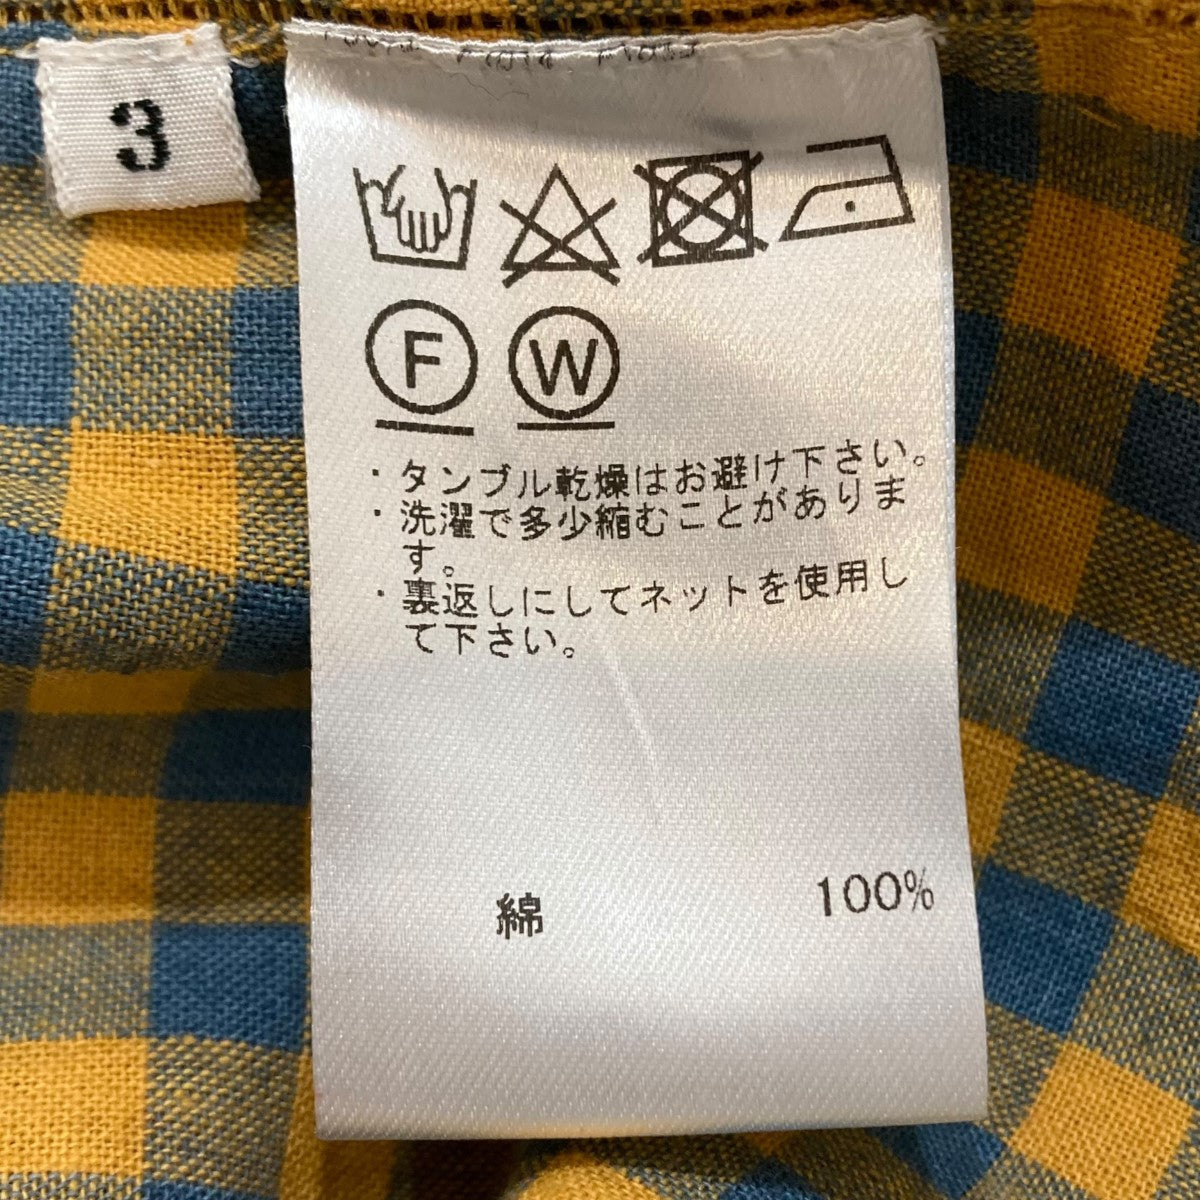 3
F W
・タンブル乾燥はお避け下さい。
・洗濯で多少縮むことがありま
す。
・裏返しにしてネットを使用し
て下さい。
綿 100%